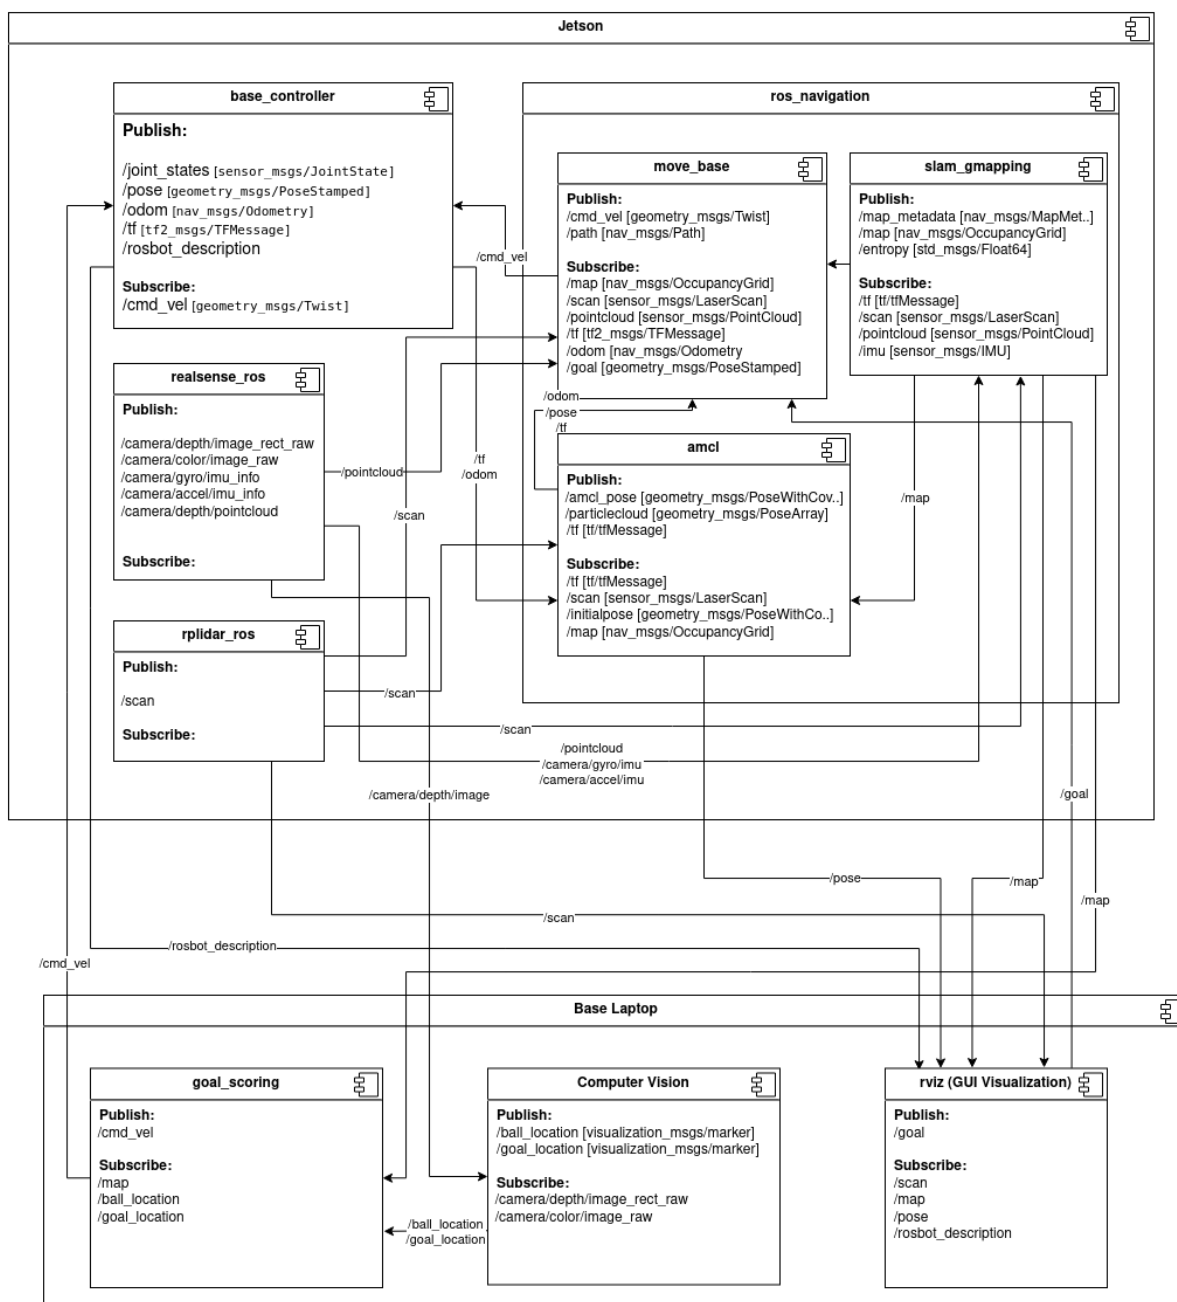 Jetson
base_controller
Publish:
/joint_states [sensor_msgs/JointState]
/pose [geometry_msgs/PoseStamped]
/odom [nav_msgs/Odometry]
/tf [tf2_msgs/TFMessage]
/rosbot_description
Subscribe:
/cmd_vel [geometry_msgs/Twist]
ros_navigation
move_base
Publish:
/cmd_vel [geometry_msgs/Twist]
/path [nav_msgs/Path]
Subscribe:
/map [nav_msgs/OccupancyGrid]
/scan [sensor_msgs/LaserScan]
/pointcloud [sensor_msgs/PointCloud]
/tf [tf2_msgs/TFMessage]
/odom [nav_msgs/Odometry
/goal [geometry_msgs/PoseStamped]
slam_gmapping
Publish:
/map_metadata [nav_msgs/MapMet..]
/map [nav_msgs/OccupancyGrid]
/entropy [std_msgs/Float64]
Subscribe:
/tf [tf/tfMessage]
/scan [sensor_msgs/LaserScan]
/pointcloud [sensor_msgs/PointCloud]
/imu [sensor_msgs/IMU]
/cmd_vel
realsense_ros
Publish:
/camera/depth/image_rect_raw
/camera/color/image_raw
/camera/gyro/imu_info
/camera/accel/imu_info
/camera/depth/pointcloud
Subscribe:
/odom
/pose
/tf
/pointcloud
/tf
/odom
/scan
amcl
Publish:
/amcl_pose [geometry_msgs/PoseWithCov..]
/particlecloud [geometry_msgs/PoseArray]
/tf [tf/tfMessage]
Subscribe:
/tf [tf/tfMessage]
/scan [sensor_msgs/LaserScan]
/initialpose [geometry_msgs/PoseWithCo..]
/map [nav_msgs/OccupancyGrid]
/map
rplidar_ros
Publish:
/scan
Subscribe:
/scan
/scan
/pointcloud
/camera/gyro/imu
/camera/accel/imu
/camera/depth/image
/goal
/pose
/map
/map
/scan
/rosbot_description
/cmd_vel
Base Laptop
goal_scoring
Publish:
/cmd_vel
Subscribe:
/map
/ball_location
/goal_location
/ball_location
/goal_location
Computer Vision
Publish:
/ball_location [visualization_msgs/marker]
/goal_location [visualization_msgs/marker]
Subscribe:
/camera/depth/image_rect_raw
/camera/color/image_raw
rviz (GUI Visualization)
Publish:
/goal
Subscribe:
/scan
/map
/pose
/rosbot_description